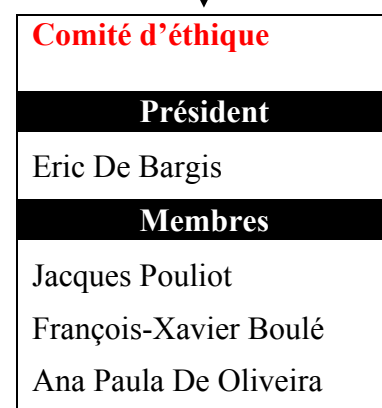 Comité d’éthique
Président
Eric De Bargis
Membres
Jacques Pouliot
François-Xavier Boulé
Ana Paula De Oliveira